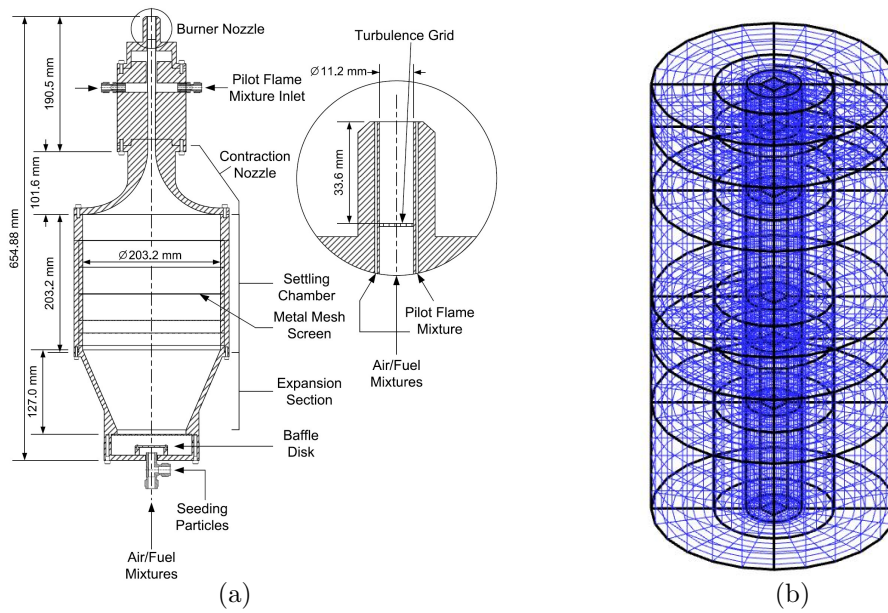 Burner Nozzle
Turbulence Grid
Ø11.2 mm
190.5 mm
Pilot Flame
Mixture Inlet
Contraction
Nozzle
33.6 mm
101.6 mm
654.88 mm
Ø203.2 mm
203.2 mm
Settling
Chamber
Metal Mesh
Screen
Pilot Flame
Mixture
Air/Fuel
Mixtures
127.0 mm
Expansion
Section
Baffle
Disk
Seeding
Particles
Air/Fuel
Mixtures
(a)
(b)